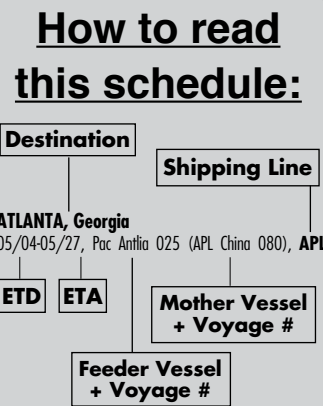 How to read
this schedule:
Destination
Shipping Line
ATLANTA, Georgia
05/04-05/27, Pac Antlia 025 (APL China 080), APL
ETD
ETA
Mother Vessel
+ Voyage #
Feeder Vessel
+ Voyage #